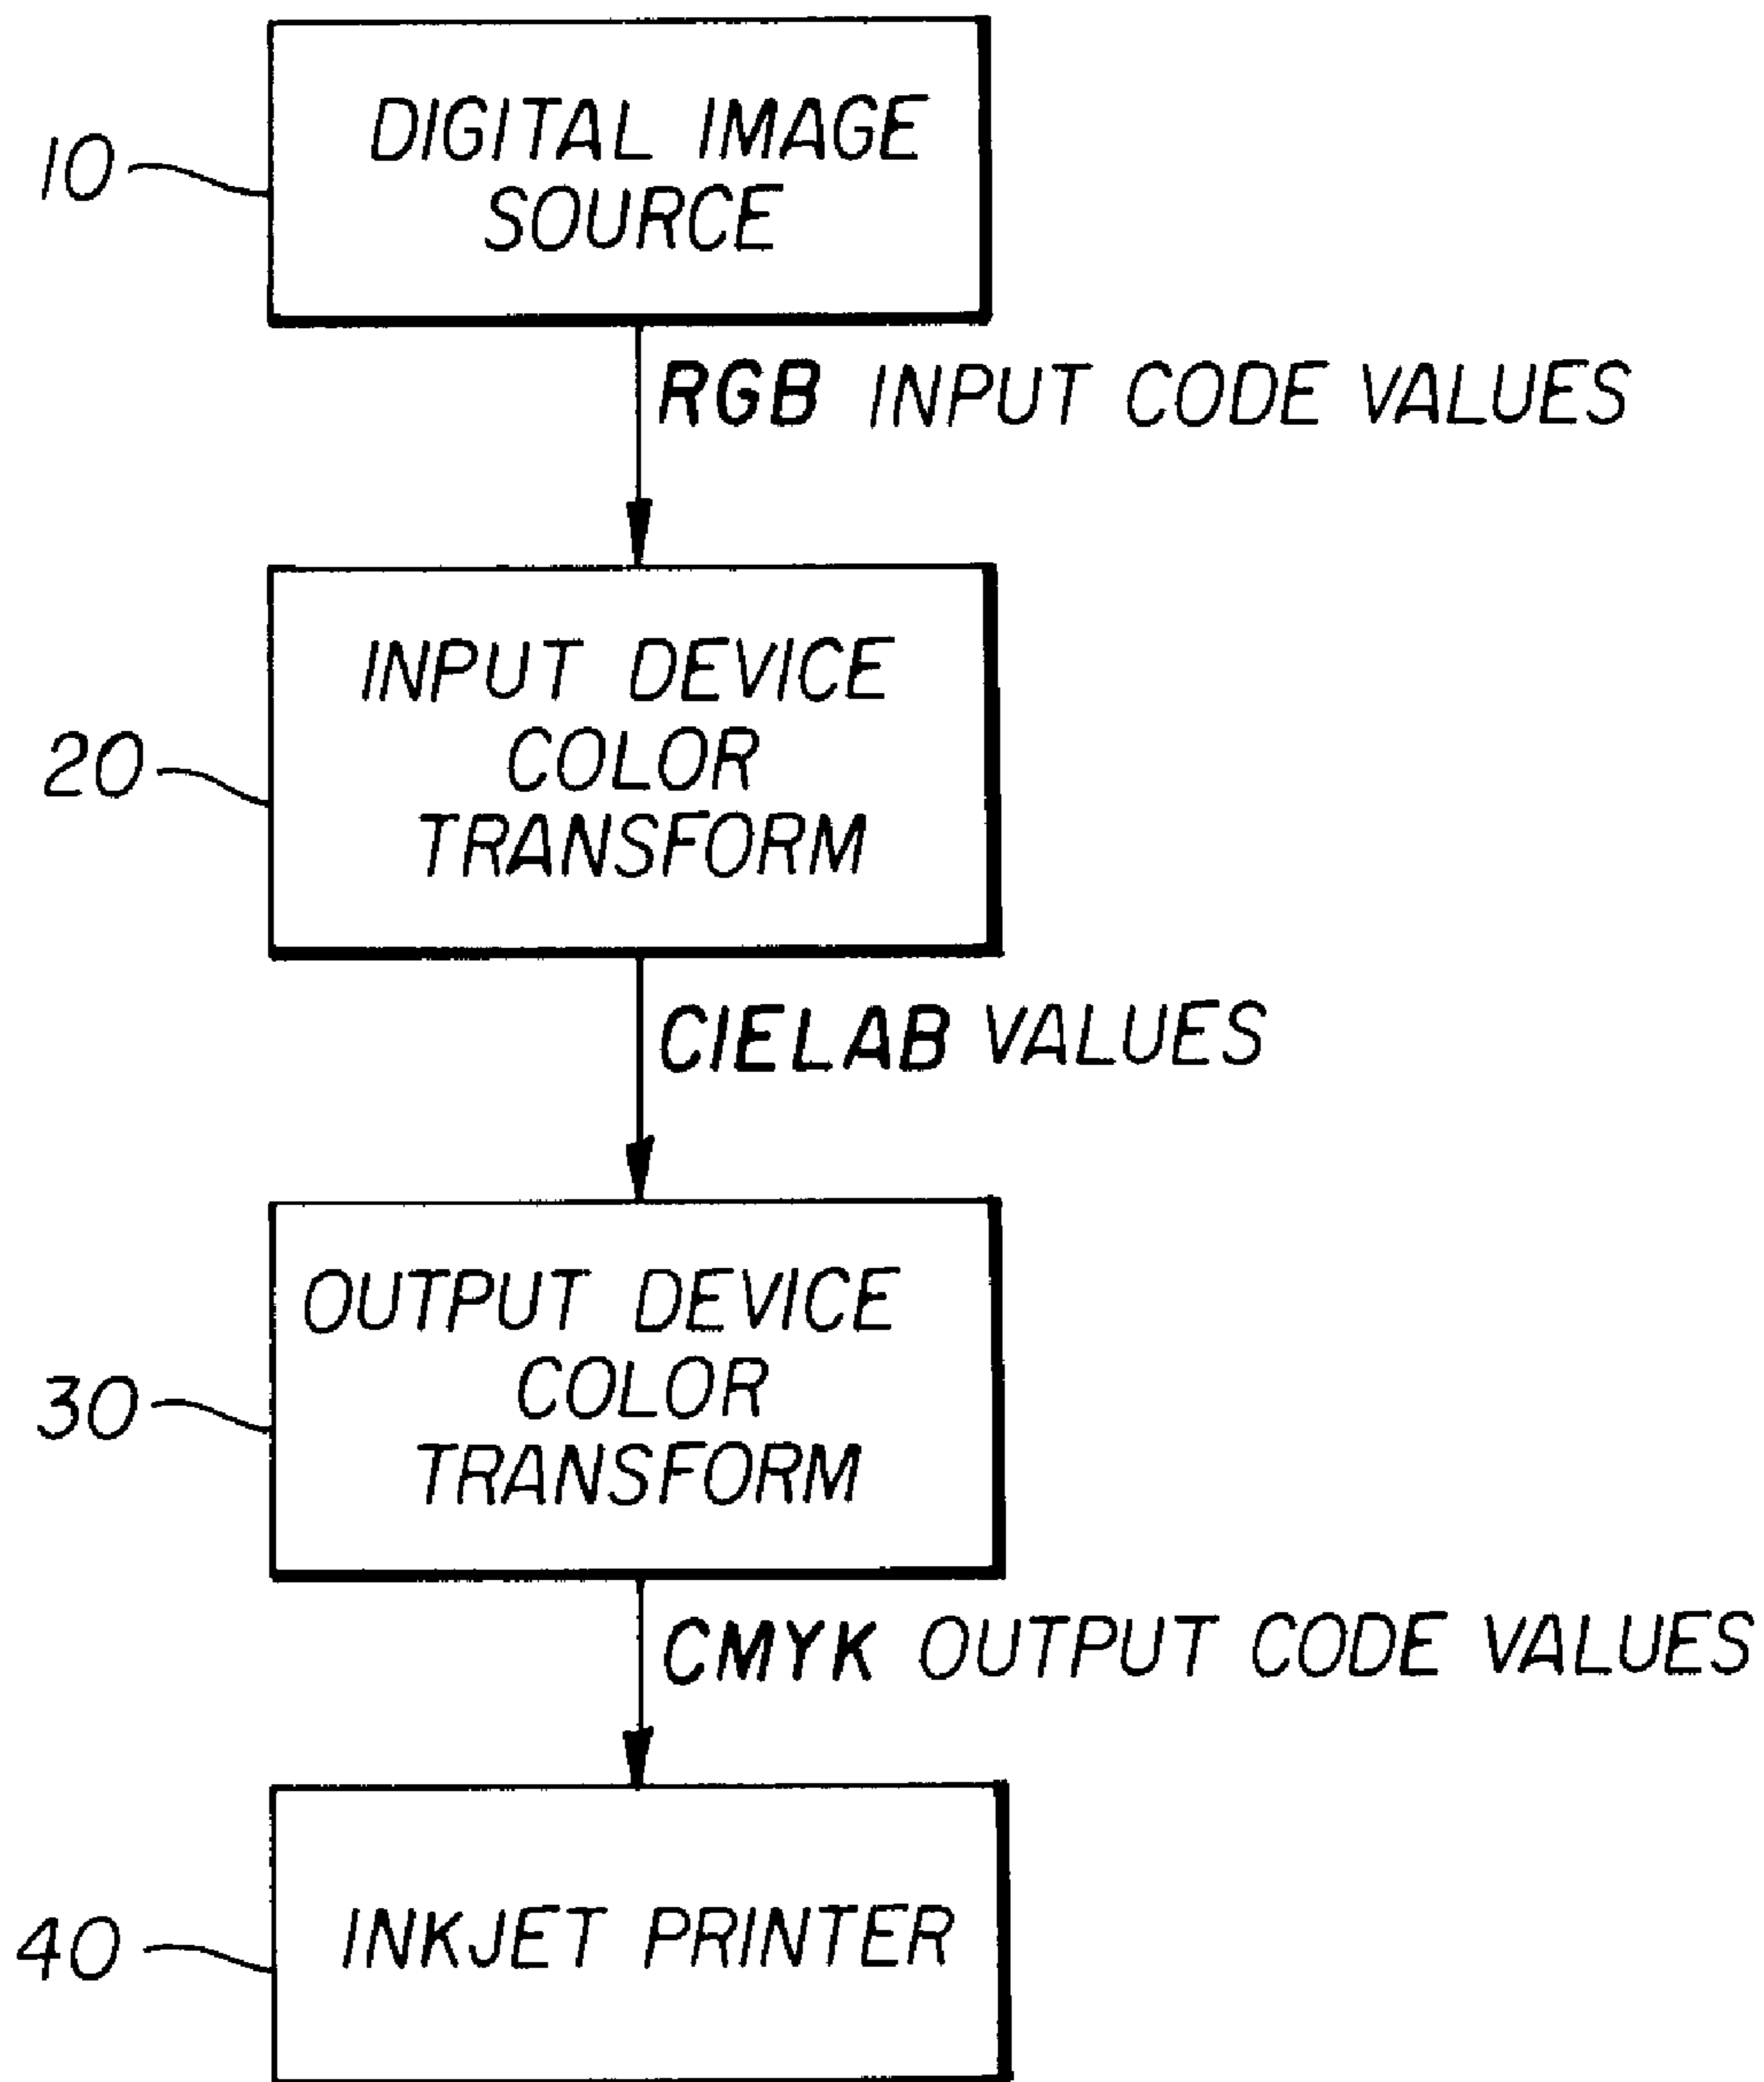 DIGITAL IMAGE
SOURCE
10
RGB INPUT CODE VALUES
INPUT DEVICE
COLOR
TRANSFORM
20
CIELAB VALUES
OUTPUT DEVICE
COLOR
TRANSFORM
30
CMYK OUTPUT CODE VALUES
INKJET PRINTER
40